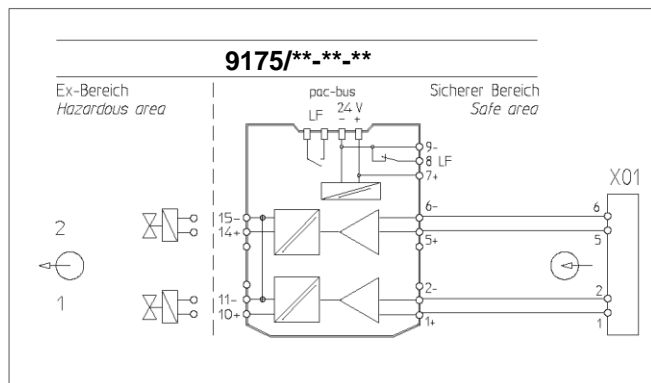 9175/**-**-**
Ex-Bereich
Hazardous area
pac-bus
LF 24 V
- +
Sicherer Bereich
Safe area
9-
8 LF
7+
X01
15-
14+
6-
5+
6
5
2
1
11-
10+
2-
1+
2
1